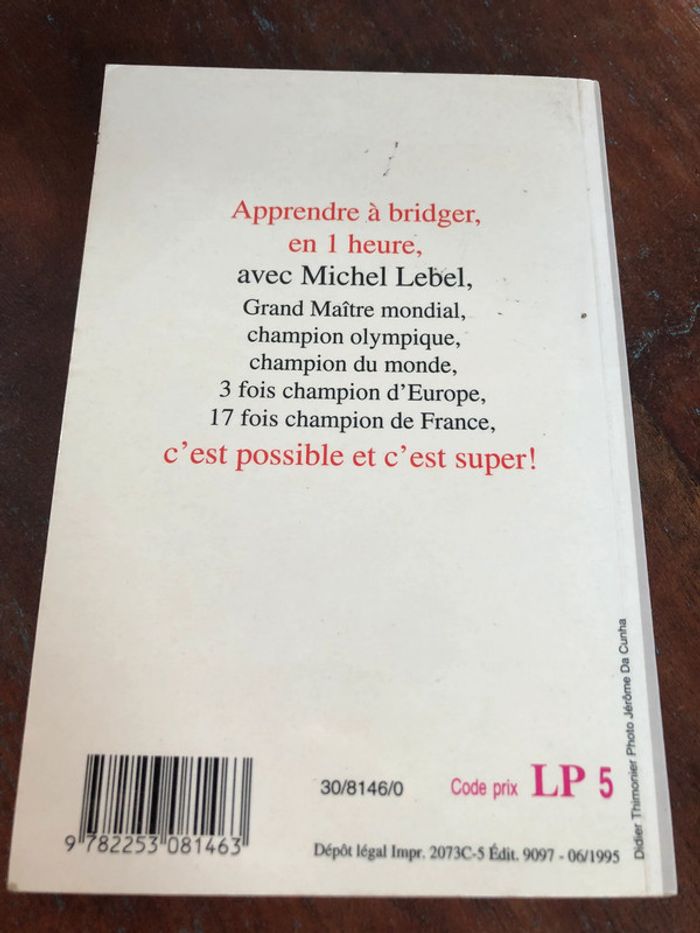 Apprendre à bridger,
en 1 heure,
avec Michel Lebel,
Grand Maître mondial,
champion olympique,
champion du monde,
3 fois champion d'Europe,
17 fois champion de France,
c'est possible et c'est super!
Didier Thimonier Photo Jérôme Da Cunha
30/8146/0 Code prix LP 5
9 782253 081463
Dépôt légal Impr. 2073C-5 Édit. 9097 - 06/1995